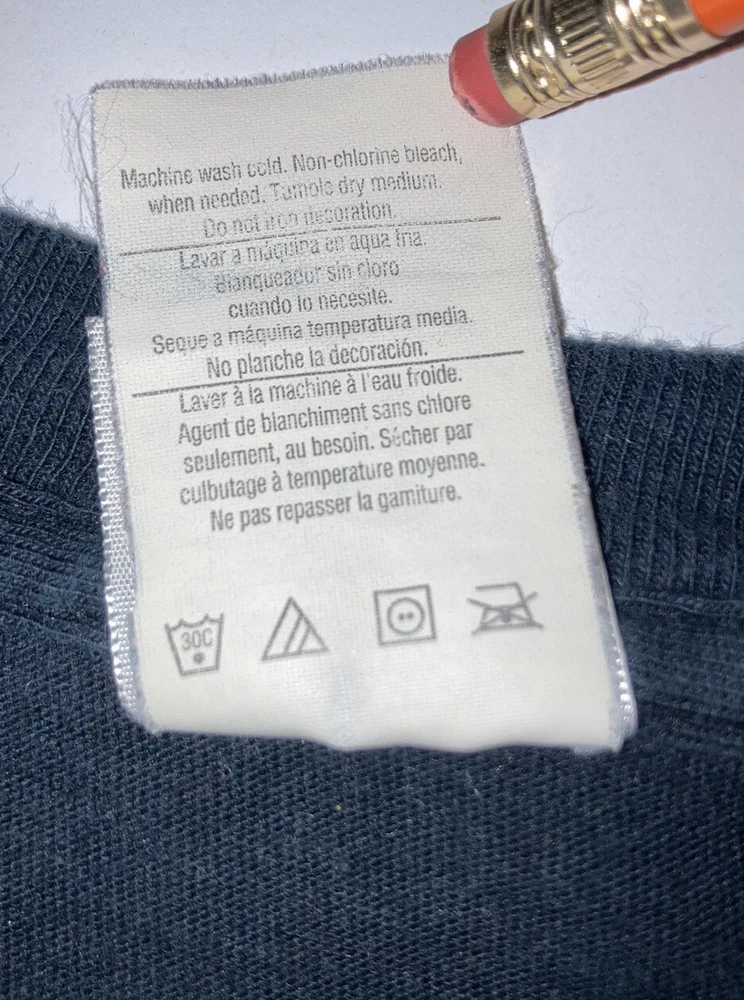 Machine wash cold. Non-chlorine bleach,
when needed. Tumble dry medium.
Do not iron decoration.
Lavar a máquina en aqua fria.
Blanqueador sin cloro
cuando lo necesite.
Seque a máquina temperatura media.
No planche la decoración.
Laver à la machine à l'eau froide.
Agent de blanchiment sans chlore
seulement, au besoin. Sécher par
culbutage à temperature moyenne.
Ne pas repasser la garniture.
30C